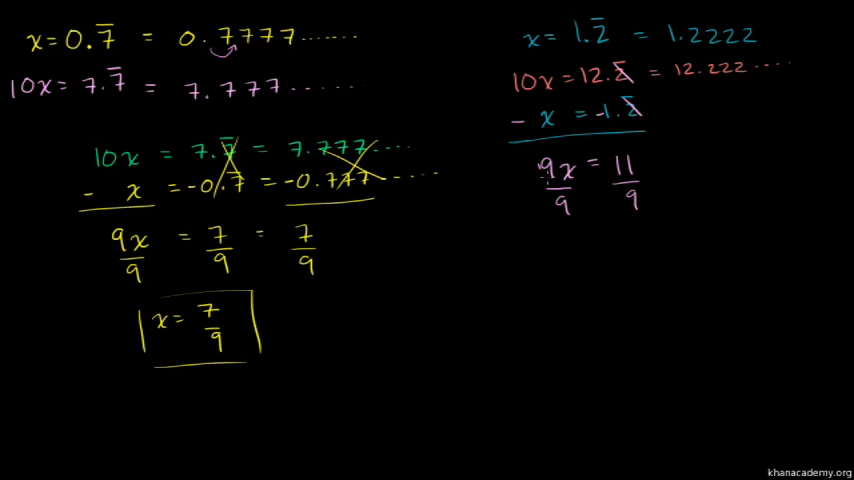 x = 0.7̅ = 0.7777......
10x = 7.7̅ = 7.777......
10x = 7.7̅ = 7.777....
- x = -0.7̅ = -0.777.....
9x/9 = 7/9 = 7/9
x = 7/9
x = 1.2̅ = 1.2222
10x = 12.2̅ = 12.222....
- x = -1.2̅
9x/9 = 11/9
khanacademy.org